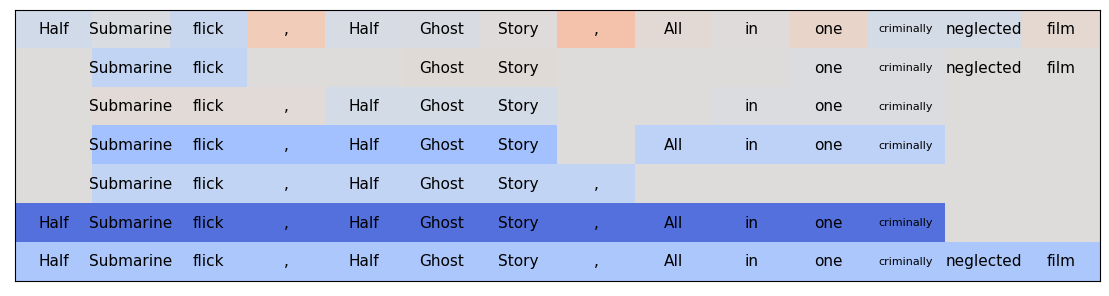 Half Submarine flick , Half Ghost Story , All in one criminally neglected film
Submarine flick Ghost Story one criminally neglected film
Submarine flick , Half Ghost Story in one criminally
Submarine flick , Half Ghost Story All in one criminally
Submarine flick , Half Ghost Story ,
Half Submarine flick , Half Ghost Story , All in one criminally
Half Submarine flick , Half Ghost Story , All in one criminally neglected film